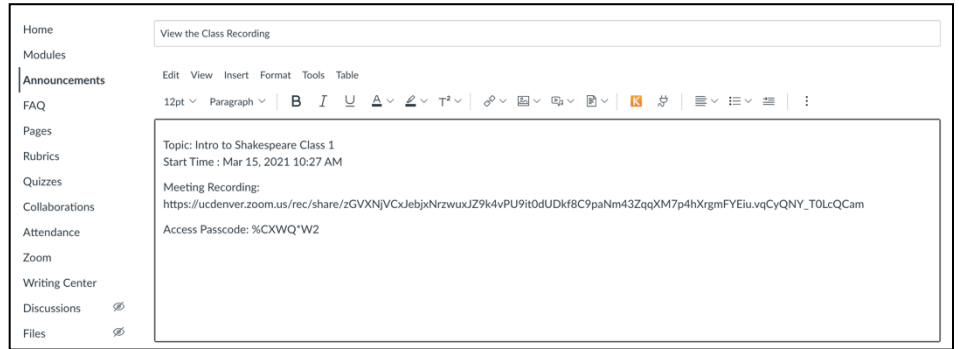 Home
Modules
Announcements
FAQ
Pages
Rubrics
Quizzes
Collaborations
Attendance
Zoom
Writing Center
Discussions
Files
View the Class Recording
Edit View Insert Format Tools Table
12pt Paragraph B I U A T² K
Topic: Intro to Shakespeare Class 1
Start Time : Mar 15, 2021 10:27 AM
Meeting Recording:
https://ucdenver.zoom.us/rec/share/zGVXNjVCxJebjxNrzwuxJZ9k4vPU9it0dUDkf8C9paNm43ZqqXM7p4hXrgmFYEiu.vqCyQNY_T0LcQCam
Access Passcode: %CXWQ*W2